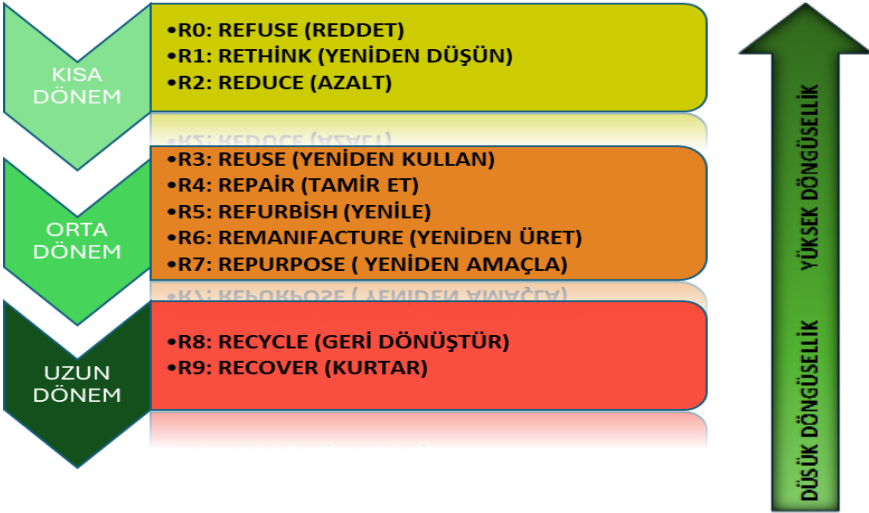 KISA
DÖNEM
•R0: REFUSE (REDDET)
•R1: RETHİNK (YENİDEN DÜŞÜN)
•R2: REDUCE (AZALT)
ORTA
DÖNEM
•R3: REUSE (YENİDEN KULLAN)
•R4: REPAİR (TAMİR ET)
•R5: REFURBİSH (YENİLE)
•R6: REMANIFACTURE (YENİDEN ÜRET)
•R7: REPURPOSE ( YENİDEN AMAÇLA)
UZUN
DÖNEM
•R8: RECYCLE (GERİ DÖNÜŞTÜR)
•R9: RECOVER (KURTAR)
YÜKSEK DÖNGÜSELLİK
DÜSÜK DÖNGÜSELLİK